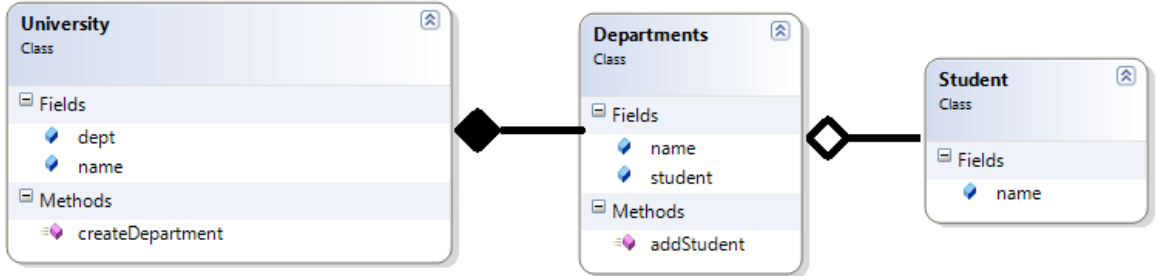 University
Class
Fields
dept
name
Methods
createDepartment
Departments
Class
Fields
name
student
Methods
addStudent
Student
Class
Fields
name